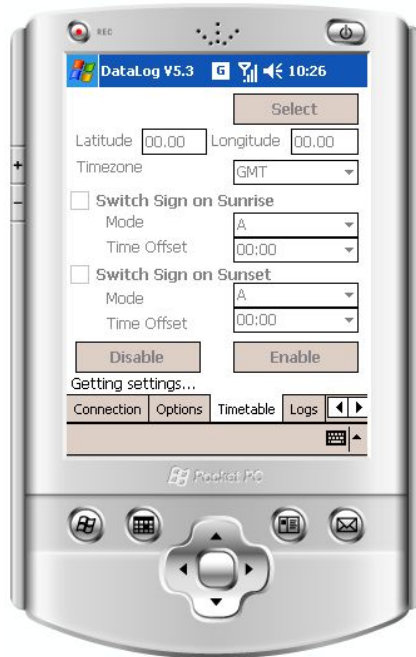 REC
DataLog V5.3 G 10:26
Select
Latitude 00.00 Longitude 00.00
Timezone GMT
Switch Sign on Sunrise
Mode A
Time Offset 00:00
Switch Sign on Sunset
Mode A
Time Offset 00:00
Disable Enable
Getting settings...
Connection Options Timetable Logs
Pocket PC